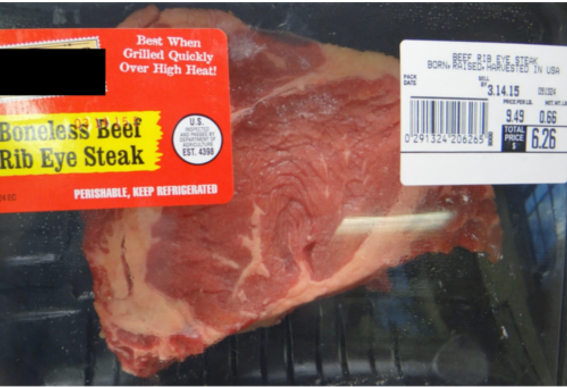 Best When
Grilled Quickly
Over High Heat!
Boneless Beef
Rib Eye Steak
U.S.
INSPECTED
AND PASSED BY
DEPARTMENT OF
AGRICULTURE
EST. 4398
PERISHABLE, KEEP REFRIGERATED
BEEF RIB EYE STEAK
BORN, RAISED, HARVESTED IN USA
PACK
DATE
SELL
BY
3.14.15
091324
PRICE PER LB.
NET WT. LB
9.49
0.66
TOTAL
PRICE
$
6.26
0 291324 206265